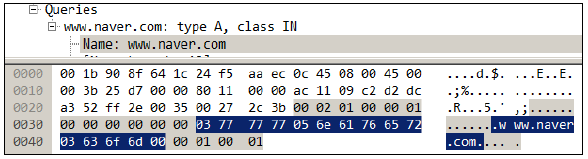 Queries
www.naver.com: type A, class IN
Name: www.naver.com
0000 00 1b 90 8f 64 1c 24 f5 aa ec 0c 45 08 00 45 00 ....d.$. ...E..E.
0010 00 3b 25 d7 00 00 80 11 00 00 ac 11 09 c2 d2 dc .;%..... ........
0020 a3 52 ff 2e 00 35 00 27 2c 3b 00 02 01 00 00 01 .R...5.' ,;......
0030 00 00 00 00 00 00 03 77 77 77 05 6e 61 76 65 72 .......w ww.naver
0040 03 63 6f 6d 00 00 01 00 01 .com.... .